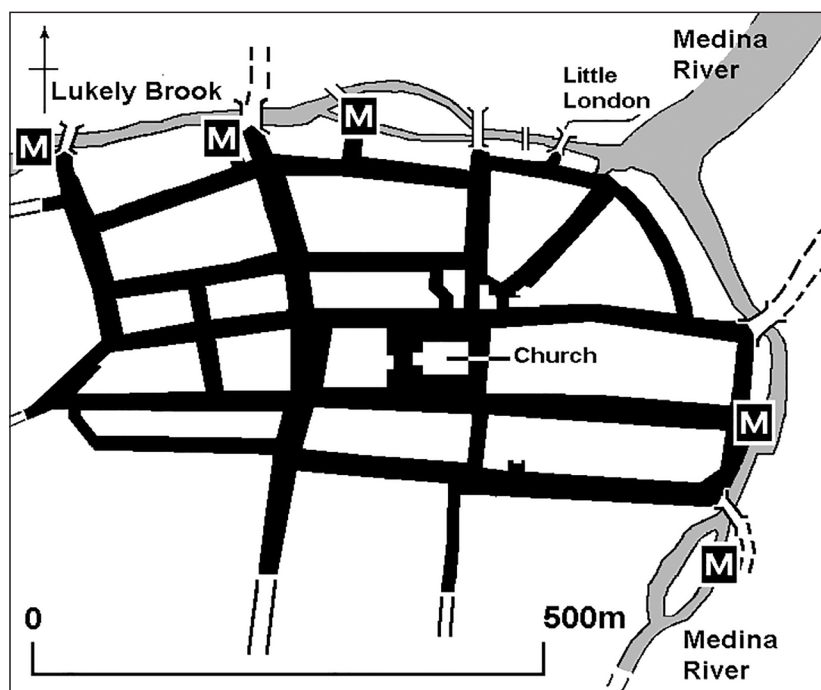 Medina
River
Little
London
Lukely Brook
M
M
M
Church
M
M
0
500m
Medina
River